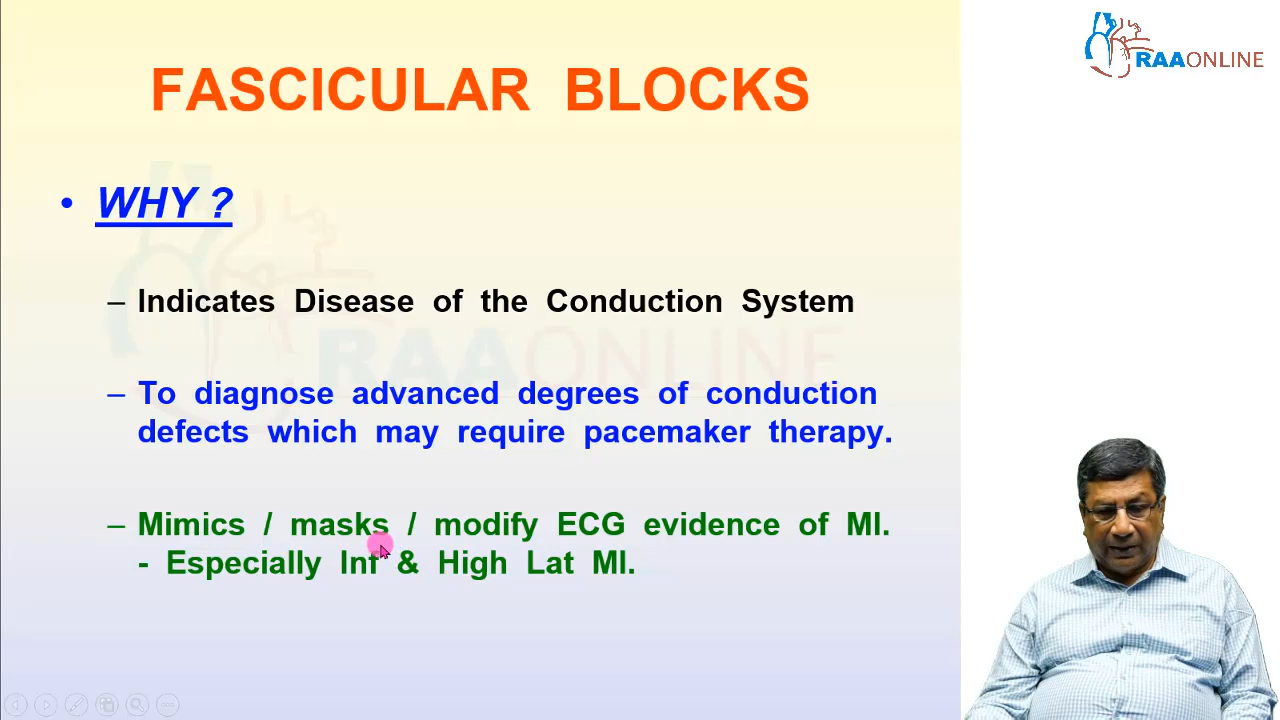 RAAONLINE
FASCICULAR BLOCKS
• WHY ?
– Indicates Disease of the Conduction System
– To diagnose advanced degrees of conduction
defects which may require pacemaker therapy.
– Mimics / masks / modify ECG evidence of MI.
- Especially Inf & High Lat MI.
RAAONLINE